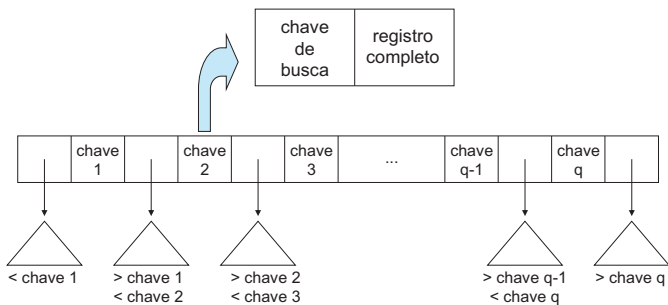 chave
de
busca
registro
completo
chave
1
chave
2
chave
3
...
chave
q-1
chave
q
< chave 1
> chave 1
< chave 2
> chave 2
< chave 3
> chave q-1
< chave q
> chave q